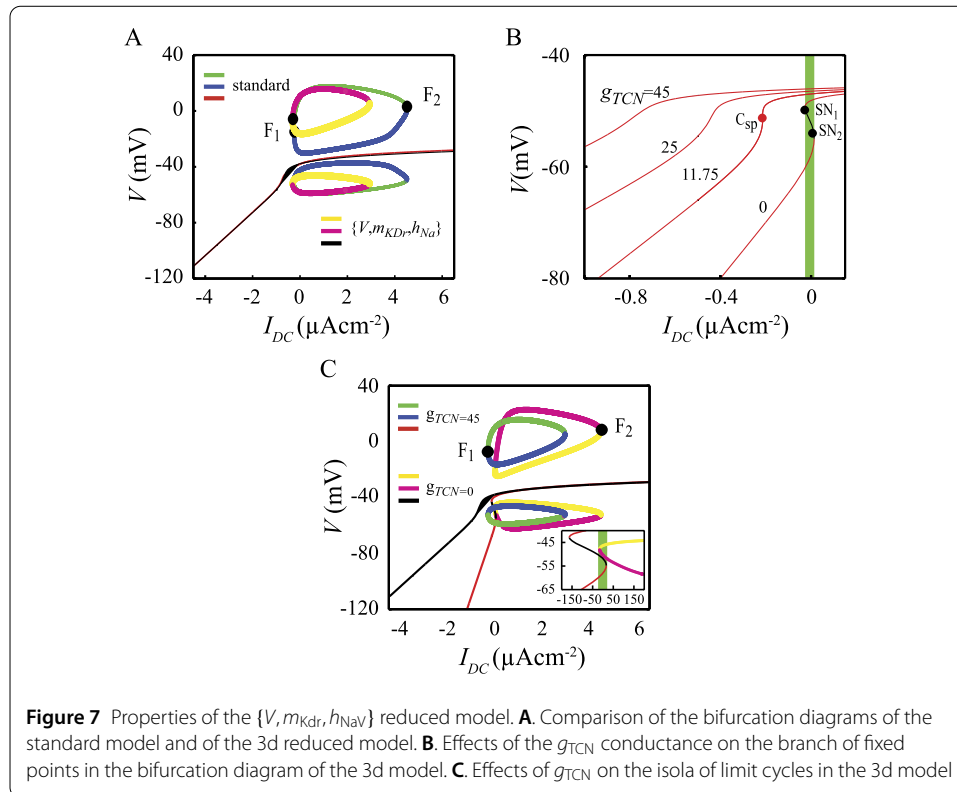 A
40
0
-40
-80
-120
V (mV)
standard
F1
F2
{V,mKDr,hNa}
-4 -2 0 2 4 6
IDC (µAcm-2)
B
-40
-60
-80
V(mV)
gTCN=45
25
11.75
0
Csp
SN1
SN2
-0.8 -0.4 0
IDC (µAcm-2)
C
40
0
-40
-80
-120
V (mV)
gTCN=45
F1
F2
gTCN=0
-45
-55
-65
-150 -50 50 150
-4 -2 0 2 4 6
IDC (µAcm-2)
Figure 7 Properties of the {V, mKdr, hNaV} reduced model. A. Comparison of the bifurcation diagrams of the
standard model and of the 3d reduced model. B. Effects of the gTCN conductance on the branch of fixed
points in the bifurcation diagram of the 3d model. C. Effects of gTCN on the isola of limit cycles in the 3d model